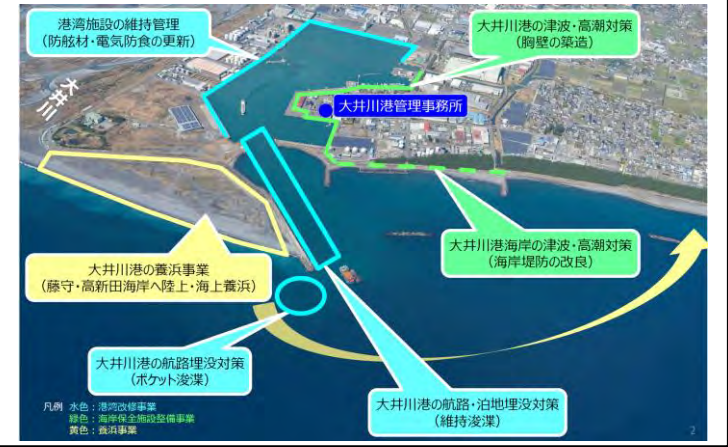 港湾施設の維持管理
(防舷材・電気防食の更新)
大井川港の津波・高潮対策
(胸壁の築造)
大井川
大井川港管理事務所
大井川港海岸の津波・高潮対策
(海岸堤防の改良)
大井川港の養浜事業
(藤守・高新田海岸へ陸上・海上養浜)
大井川港の航路埋没対策
(ポケット浚渫)
大井川港の航路・泊地埋没対策
(維持浚渫)
凡例 水色:港湾改修事業
緑色:海岸保全施設整備事業
黄色:養浜事業
2